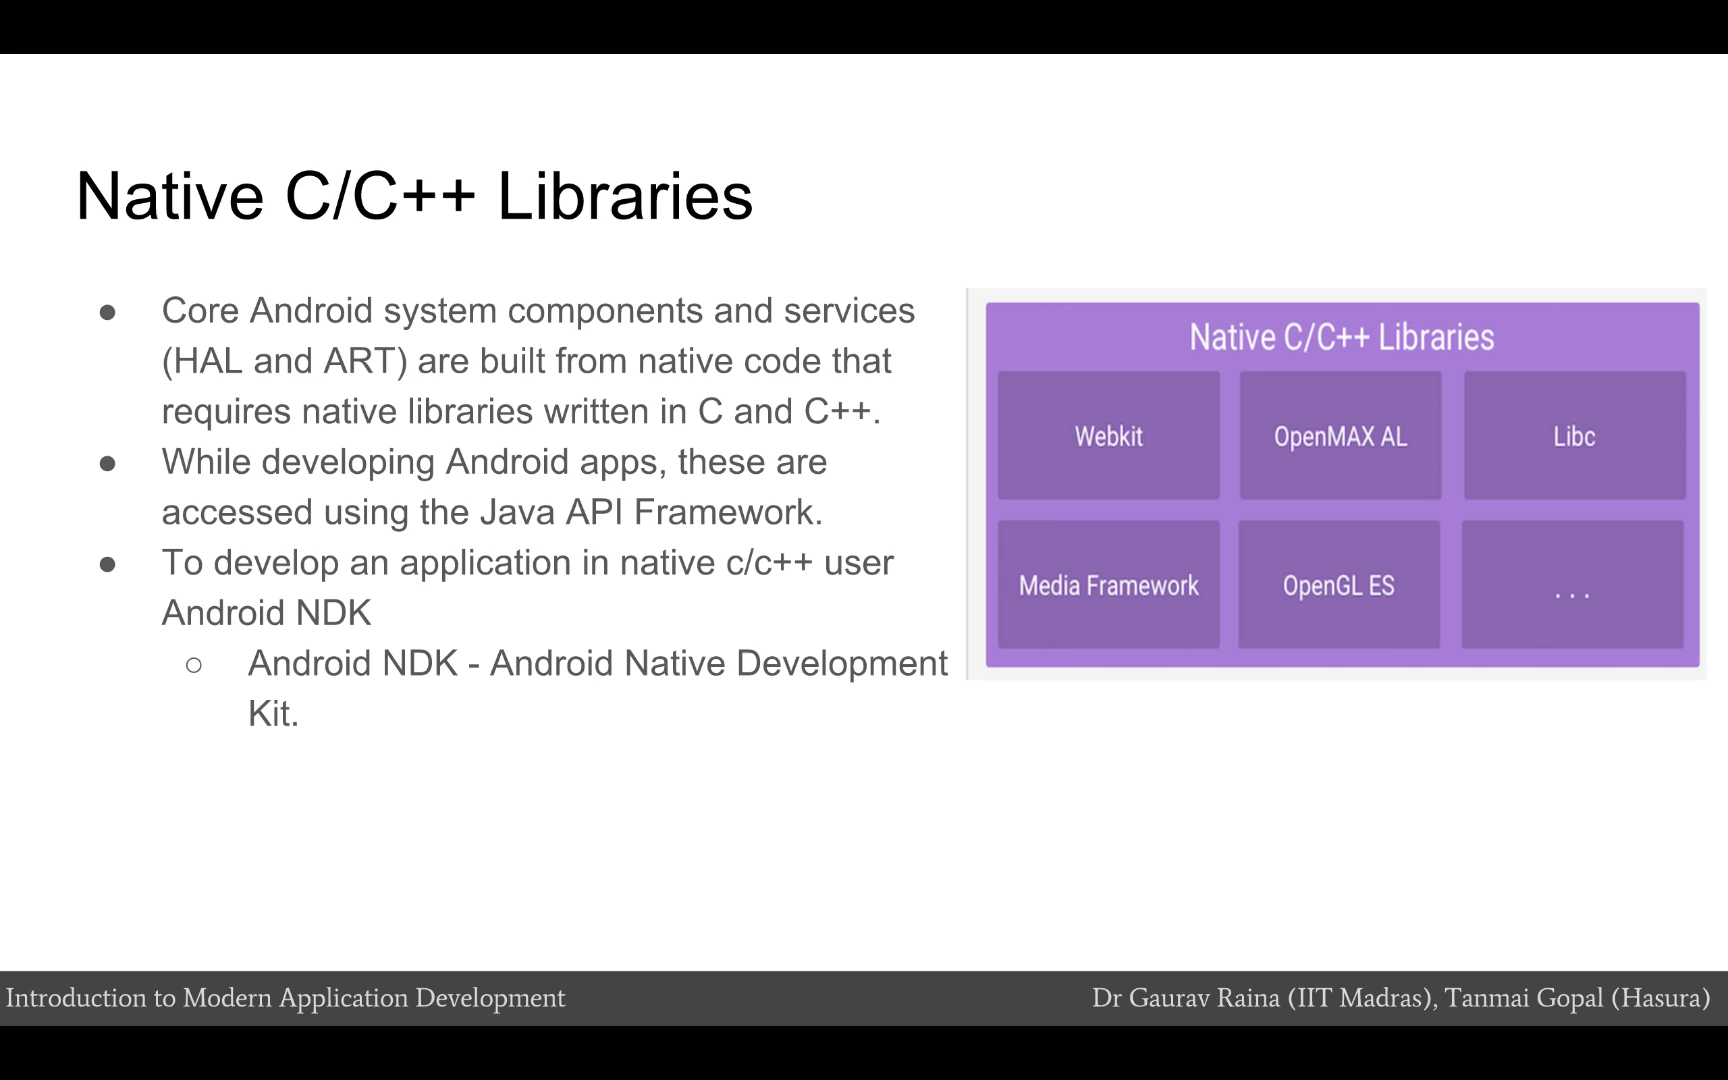 Native C/C++ Libraries
● Core Android system components and services
(HAL and ART) are built from native code that
requires native libraries written in C and C++.
● While developing Android apps, these are
accessed using the Java API Framework.
● To develop an application in native c/c++ user
Android NDK
○ Android NDK - Android Native Development
Kit.
Native C/C++ Libraries
Webkit
OpenMAX AL
Libc
Media Framework
OpenGL ES
. . .
Introduction to Modern Application Development
Dr Gaurav Raina (IIT Madras), Tanmai Gopal (Hasura)